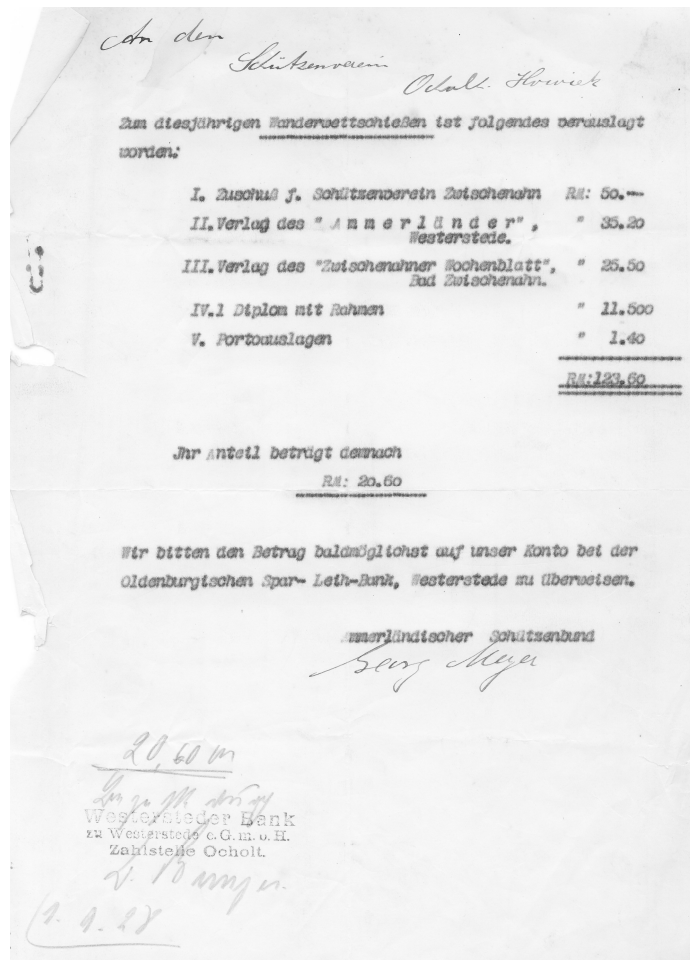 An den
Schützenverein
Ocholt Howiek
Zum diesjährigen Wanderwettschießen ist folgendes verauslagt
worden:
I. Zuschuß f. Schützenverein Zwischenahn RM: 50.--
II. Verlag des " A m m e r l ä n d e r " , " 35.20
Westerstede.
III. Verlag des "Zwischenahner Wochenblatt", " 25.50
Bad Zwischenahn.
IV. 1 Diplom mit Rahmen " 11.500
V. Portoauslagen " 1.40
RM:123.60
Jhr Anteil beträgt demnach
RM: 20.60
Wir bitten den Betrag baldmöglichst auf unser Konto bei der
Oldenburgischen Spar- Leih-Bank, Westerstede zu überweisen.
Ammerländischer Schützenbund
Georg Meyer
20,60 M
Westersteder Bank
zu Westerstede e.G.m.u.H.
Zahlstelle Ocholt.
1. 9. 28